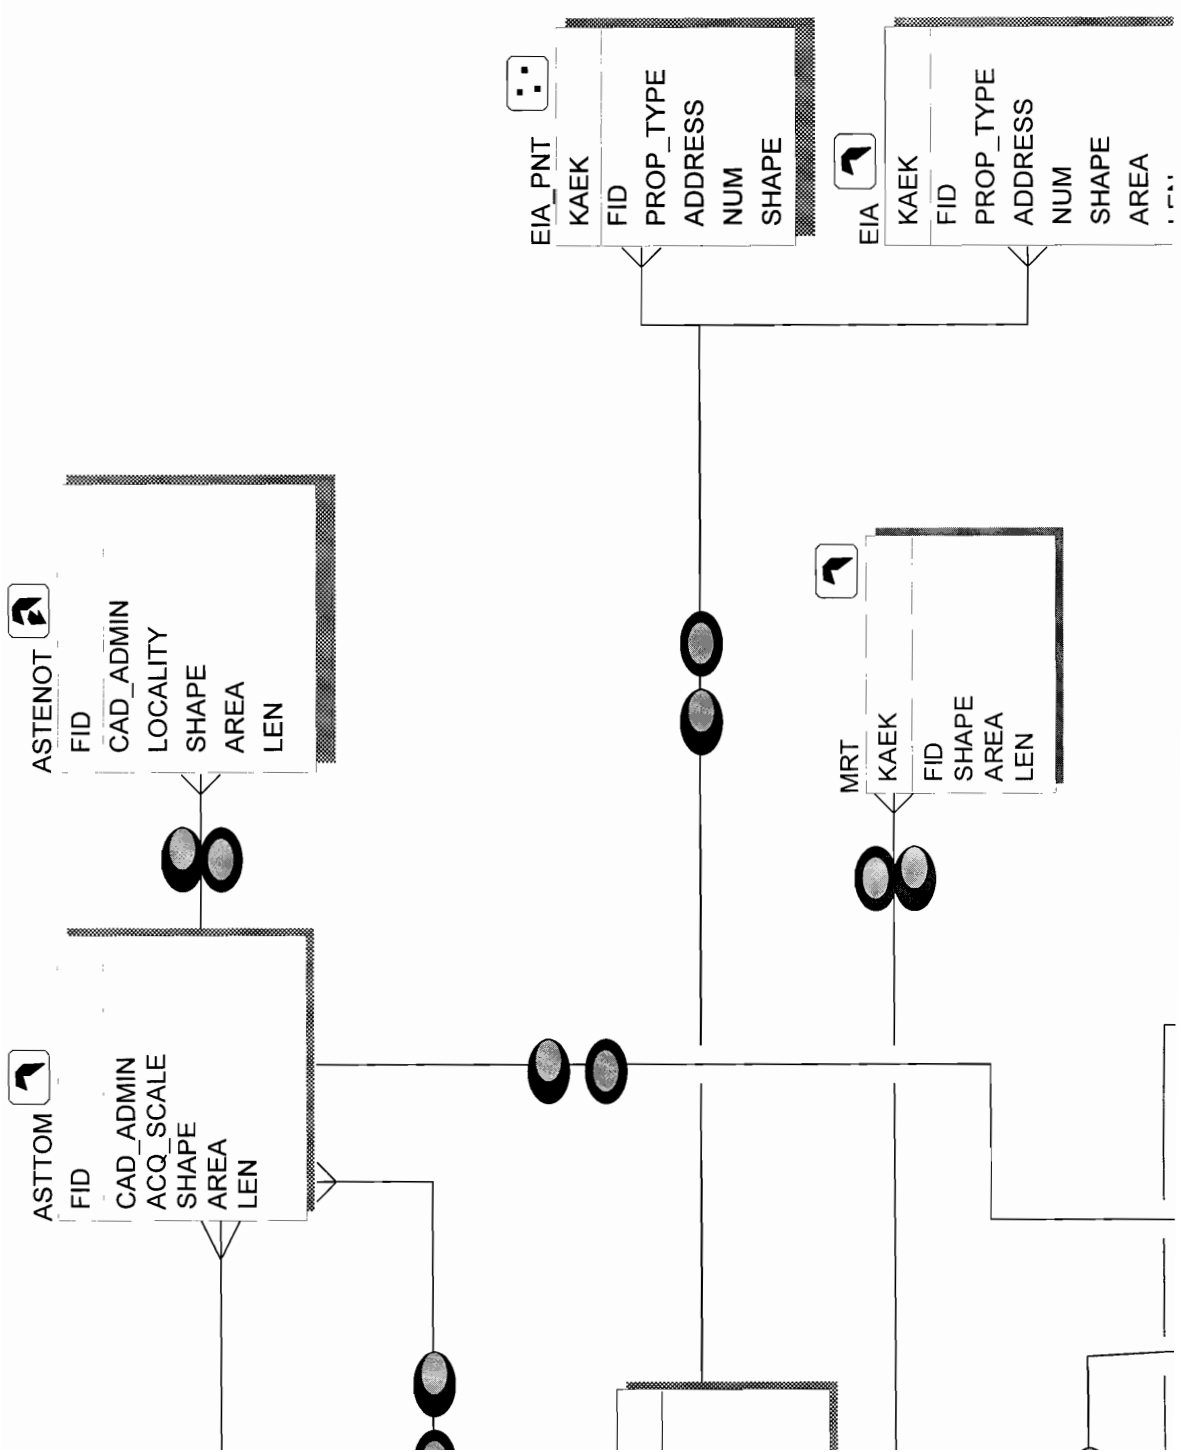 EIA_PNT
KAEK
FID
PROP_TYPE
ADDRESS
NUM
SHAPE
EIA
KAEK
FID
PROP_TYPE
ADDRESS
NUM
SHAPE
AREA
ASTENOT
FID
CAD_ADMIN
LOCALITY
SHAPE
AREA
LEN
MRT
KAEK
FID
SHAPE
AREA
LEN
ASTTOM
FID
CAD_ADMIN
ACQ_SCALE
SHAPE
AREA
LEN